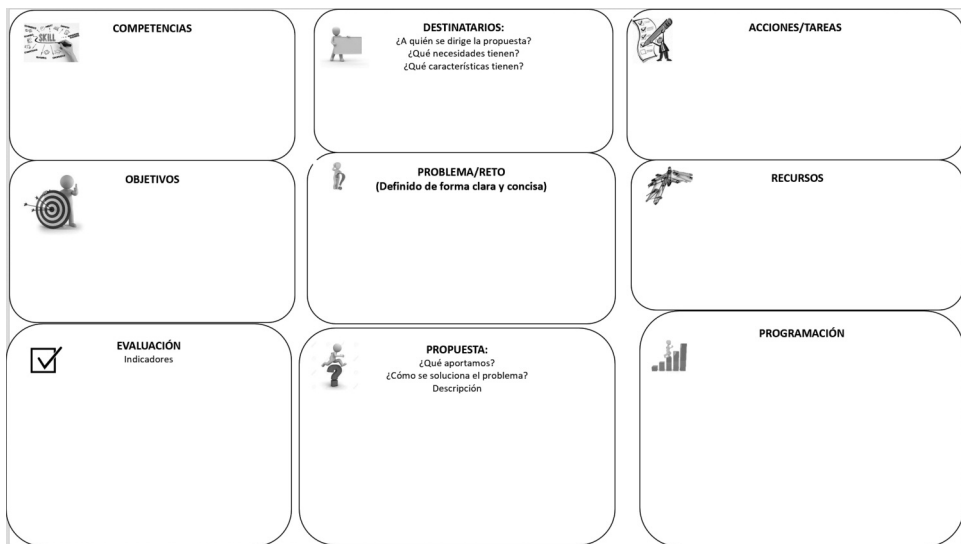 COMPETENCIAS
SKILL
DESTINATARIOS:
¿A quién se dirige la propuesta?
¿Qué necesidades tienen?
¿Qué características tienen?
ACCIONES/TAREAS
OBJETIVOS
PROBLEMA/RETO
(Definido de forma clara y concisa)
RECURSOS
EVALUACIÓN
Indicadores
PROPUESTA:
¿Qué aportamos?
¿Cómo se soluciona el problema?
Descripción
PROGRAMACIÓN